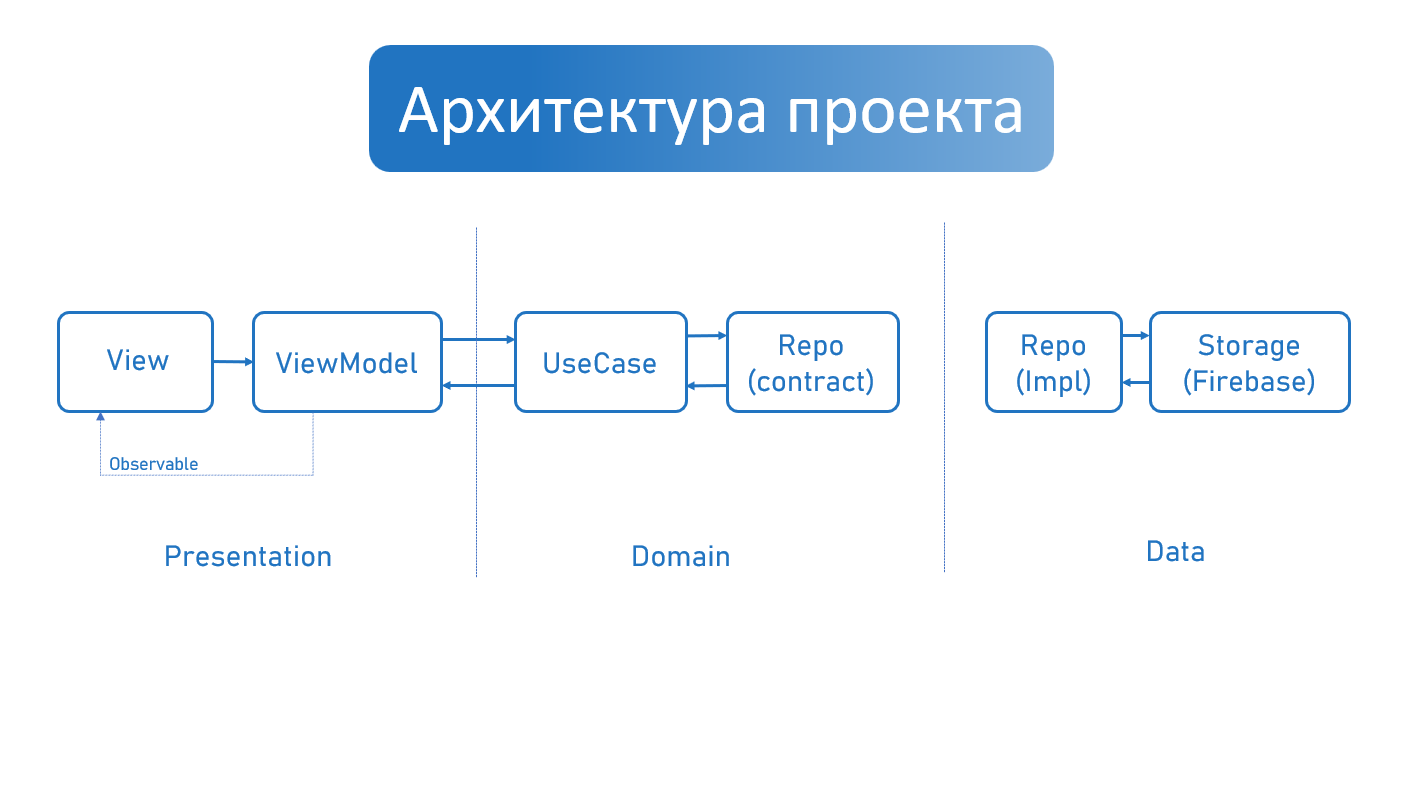 Архитектура проекта
View
ViewModel
UseCase
Repo
(contract)
Repo
(Impl)
Storage
(Firebase)
Observable
Presentation
Domain
Data